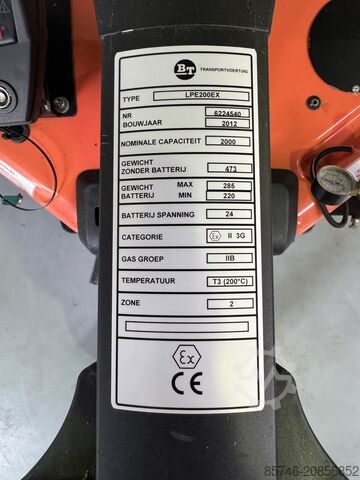 BT TRANSPORTVOERTUIG
TYPE LPE200EX
NR 6224540
BOUWJAAR 2012
NOMINALE CAPACITEIT 2000
GEWICHT
ZONDER BATTERIJ 473
GEWICHT MAX 285
BATTERIJ MIN 220
BATTERIJ SPANNING 24
CATEGORIE Ex II 3G
GAS GROEP IIB
TEMPERATUUR T3 (200°C)
ZONE 2
Ex
CE
85746-20856852